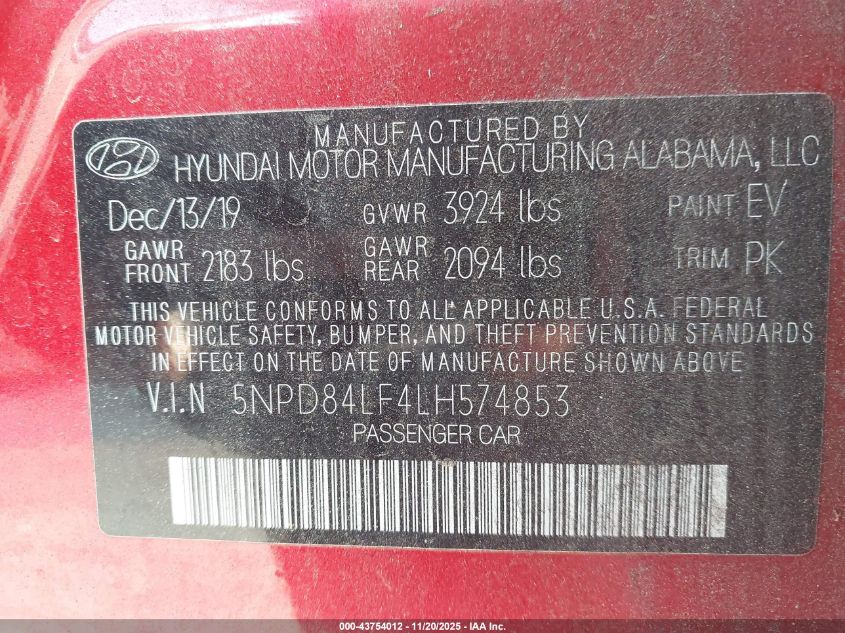 MANUFACTURED BY
HYUNDAI MOTOR MANUFACTURING ALABAMA, LLC
Dec/13/19 GVWR 3924 lbs PAINT EV
GAWR FRONT 2183 lbs GAWR REAR 2094 lbs TRIM PK
THIS VEHICLE CONFORMS TO ALL APPLICABLE U.S.A. FEDERAL
MOTOR VEHICLE SAFETY, BUMPER, AND THEFT PREVENTION STANDARDS
IN EFFECT ON THE DATE OF MANUFACTURE SHOWN ABOVE
V.I.N 5NPD84LF4LH574853
PASSENGER CAR
000-43754012 - 11/20/2025 - IAA Inc.